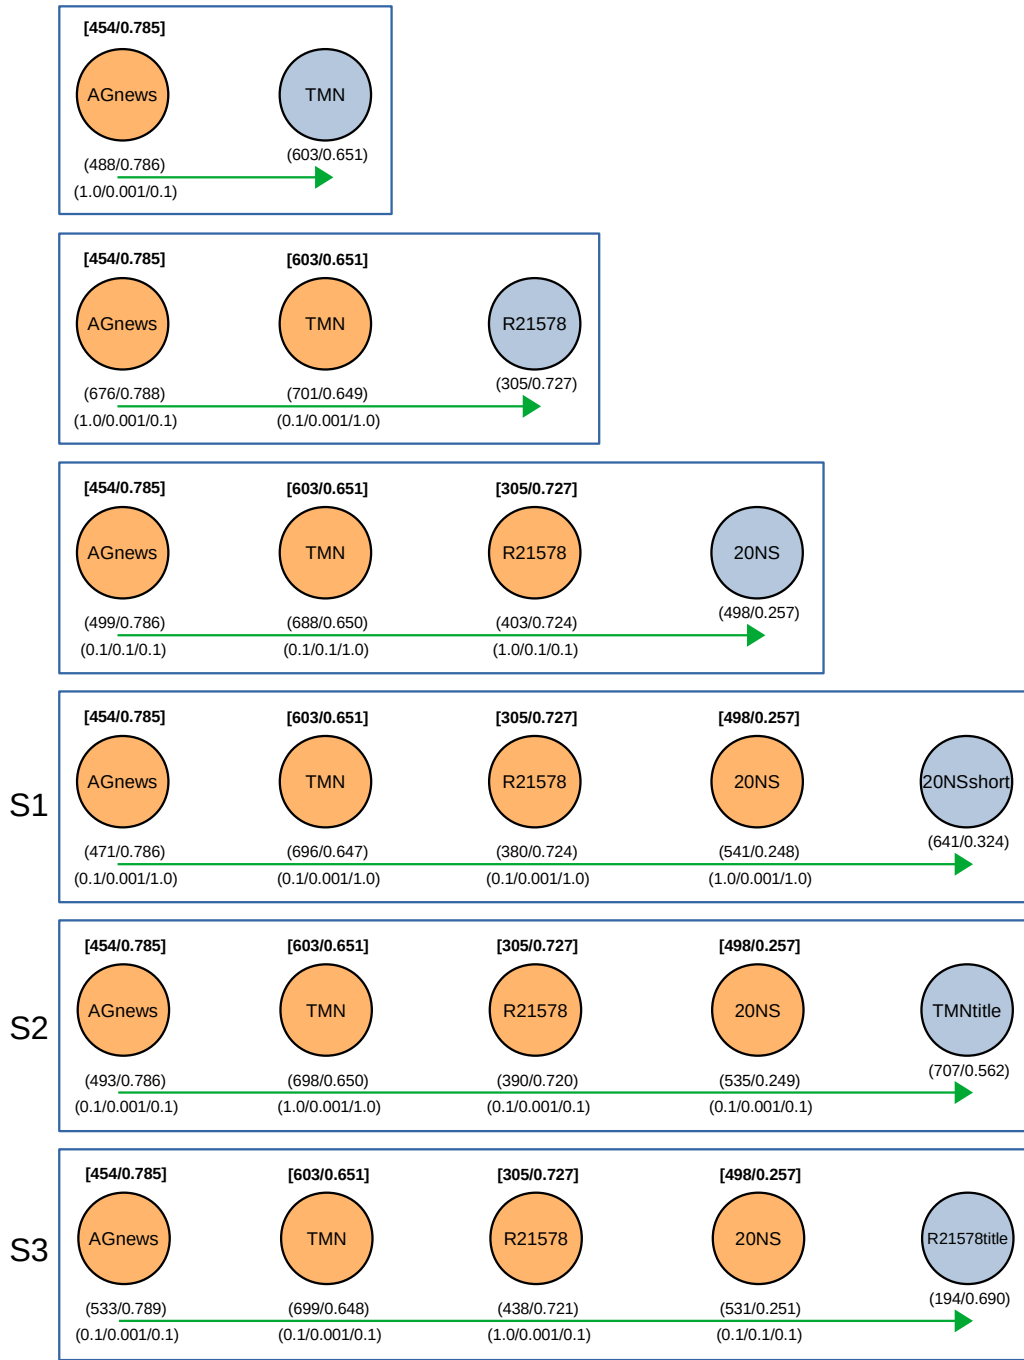 [454/0.785]
AGnews TMN
(488/0.786) (603/0.651)
(1.0/0.001/0.1)
[454/0.785] [603/0.651]
AGnews TMN R21578
(676/0.788) (701/0.649) (305/0.727)
(1.0/0.001/0.1) (0.1/0.001/1.0)
[454/0.785] [603/0.651] [305/0.727]
AGnews TMN R21578 20NS
(499/0.786) (688/0.650) (403/0.724) (498/0.257)
(0.1/0.1/0.1) (0.1/0.1/1.0) (1.0/0.1/0.1)
S1
[454/0.785] [603/0.651] [305/0.727] [498/0.257]
AGnews TMN R21578 20NS 20NSshort
(471/0.786) (696/0.647) (380/0.724) (541/0.248) (641/0.324)
(0.1/0.001/1.0) (0.1/0.001/1.0) (0.1/0.001/1.0) (1.0/0.001/1.0)
S2
[454/0.785] [603/0.651] [305/0.727] [498/0.257]
AGnews TMN R21578 20NS TMNtitle
(493/0.786) (698/0.650) (390/0.720) (535/0.249) (707/0.562)
(0.1/0.001/0.1) (1.0/0.001/1.0) (0.1/0.001/0.1) (0.1/0.001/0.1)
S3
[454/0.785] [603/0.651] [305/0.727] [498/0.257]
AGnews TMN R21578 20NS R21578title
(533/0.789) (699/0.648) (438/0.721) (531/0.251) (194/0.690)
(0.1/0.001/0.1) (0.1/0.001/0.1) (1.0/0.001/0.1) (0.1/0.1/0.1)